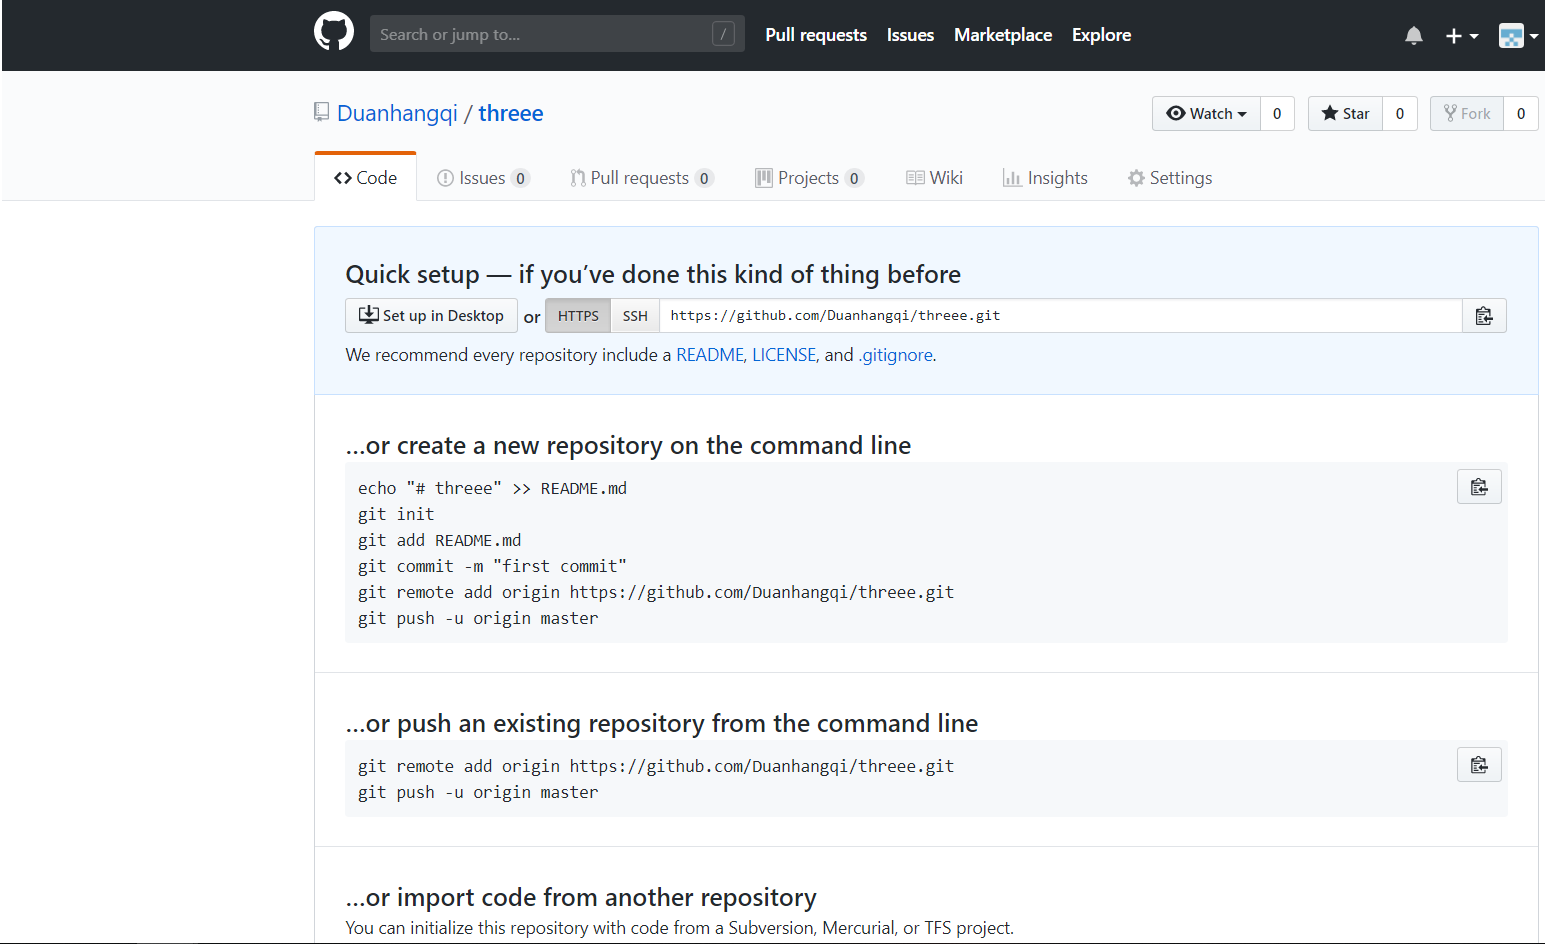 Search or jump to... /
Pull requests Issues Marketplace Explore
Duanhangqi / threee
Watch 0 Star 0 Fork 0
Code Issues 0 Pull requests 0 Projects 0 Wiki Insights Settings
Quick setup — if you’ve done this kind of thing before
Set up in Desktop or HTTPS SSH https://github.com/Duanhangqi/threee.git
We recommend every repository include a README, LICENSE, and .gitignore.
…or create a new repository on the command line
echo "# threee" >> README.md
git init
git add README.md
git commit -m "first commit"
git remote add origin https://github.com/Duanhangqi/threee.git
git push -u origin master
…or push an existing repository from the command line
git remote add origin https://github.com/Duanhangqi/threee.git
git push -u origin master
…or import code from another repository
You can initialize this repository with code from a Subversion, Mercurial, or TFS project.